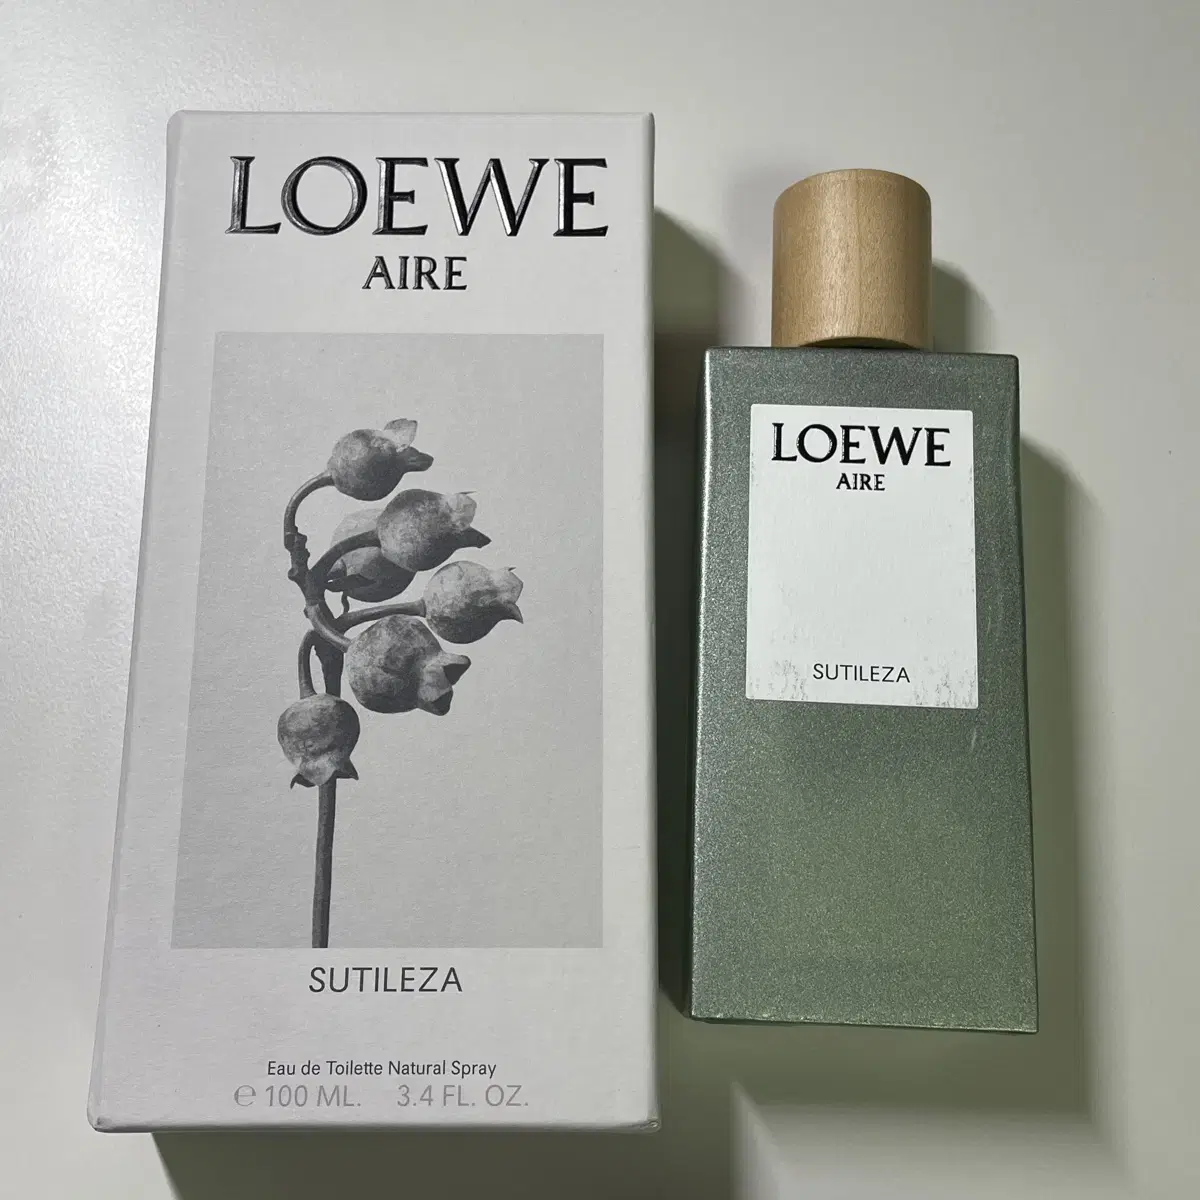 LOEWE
AIRE
SUTILEZA
Eau de Toilette Natural Spray
℮ 100 ML. 3.4 FL. OZ.
LOEWE
AIRE
SUTILEZA